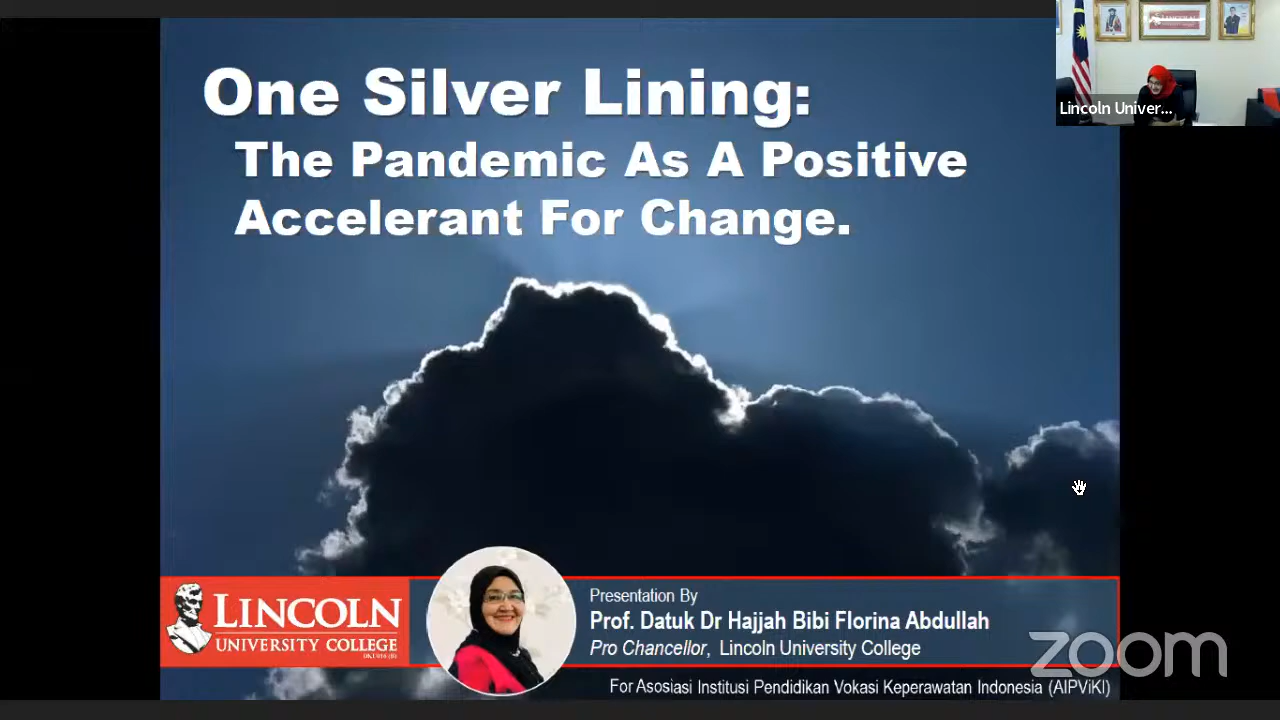 One Silver Lining:
The Pandemic As A Positive
Accelerant For Change.
LINCOLN
Lincoln Univer...
LINCOLN
UNIVERSITY COLLEGE
Presentation By
Prof. Datuk Dr Hajjah Bibi Florina Abdullah
Pro Chancellor, Lincoln University College
zoom
For Asosiasi Institusi Pendidikan Vokasi Keperawatan Indonesia (AIPViKI)